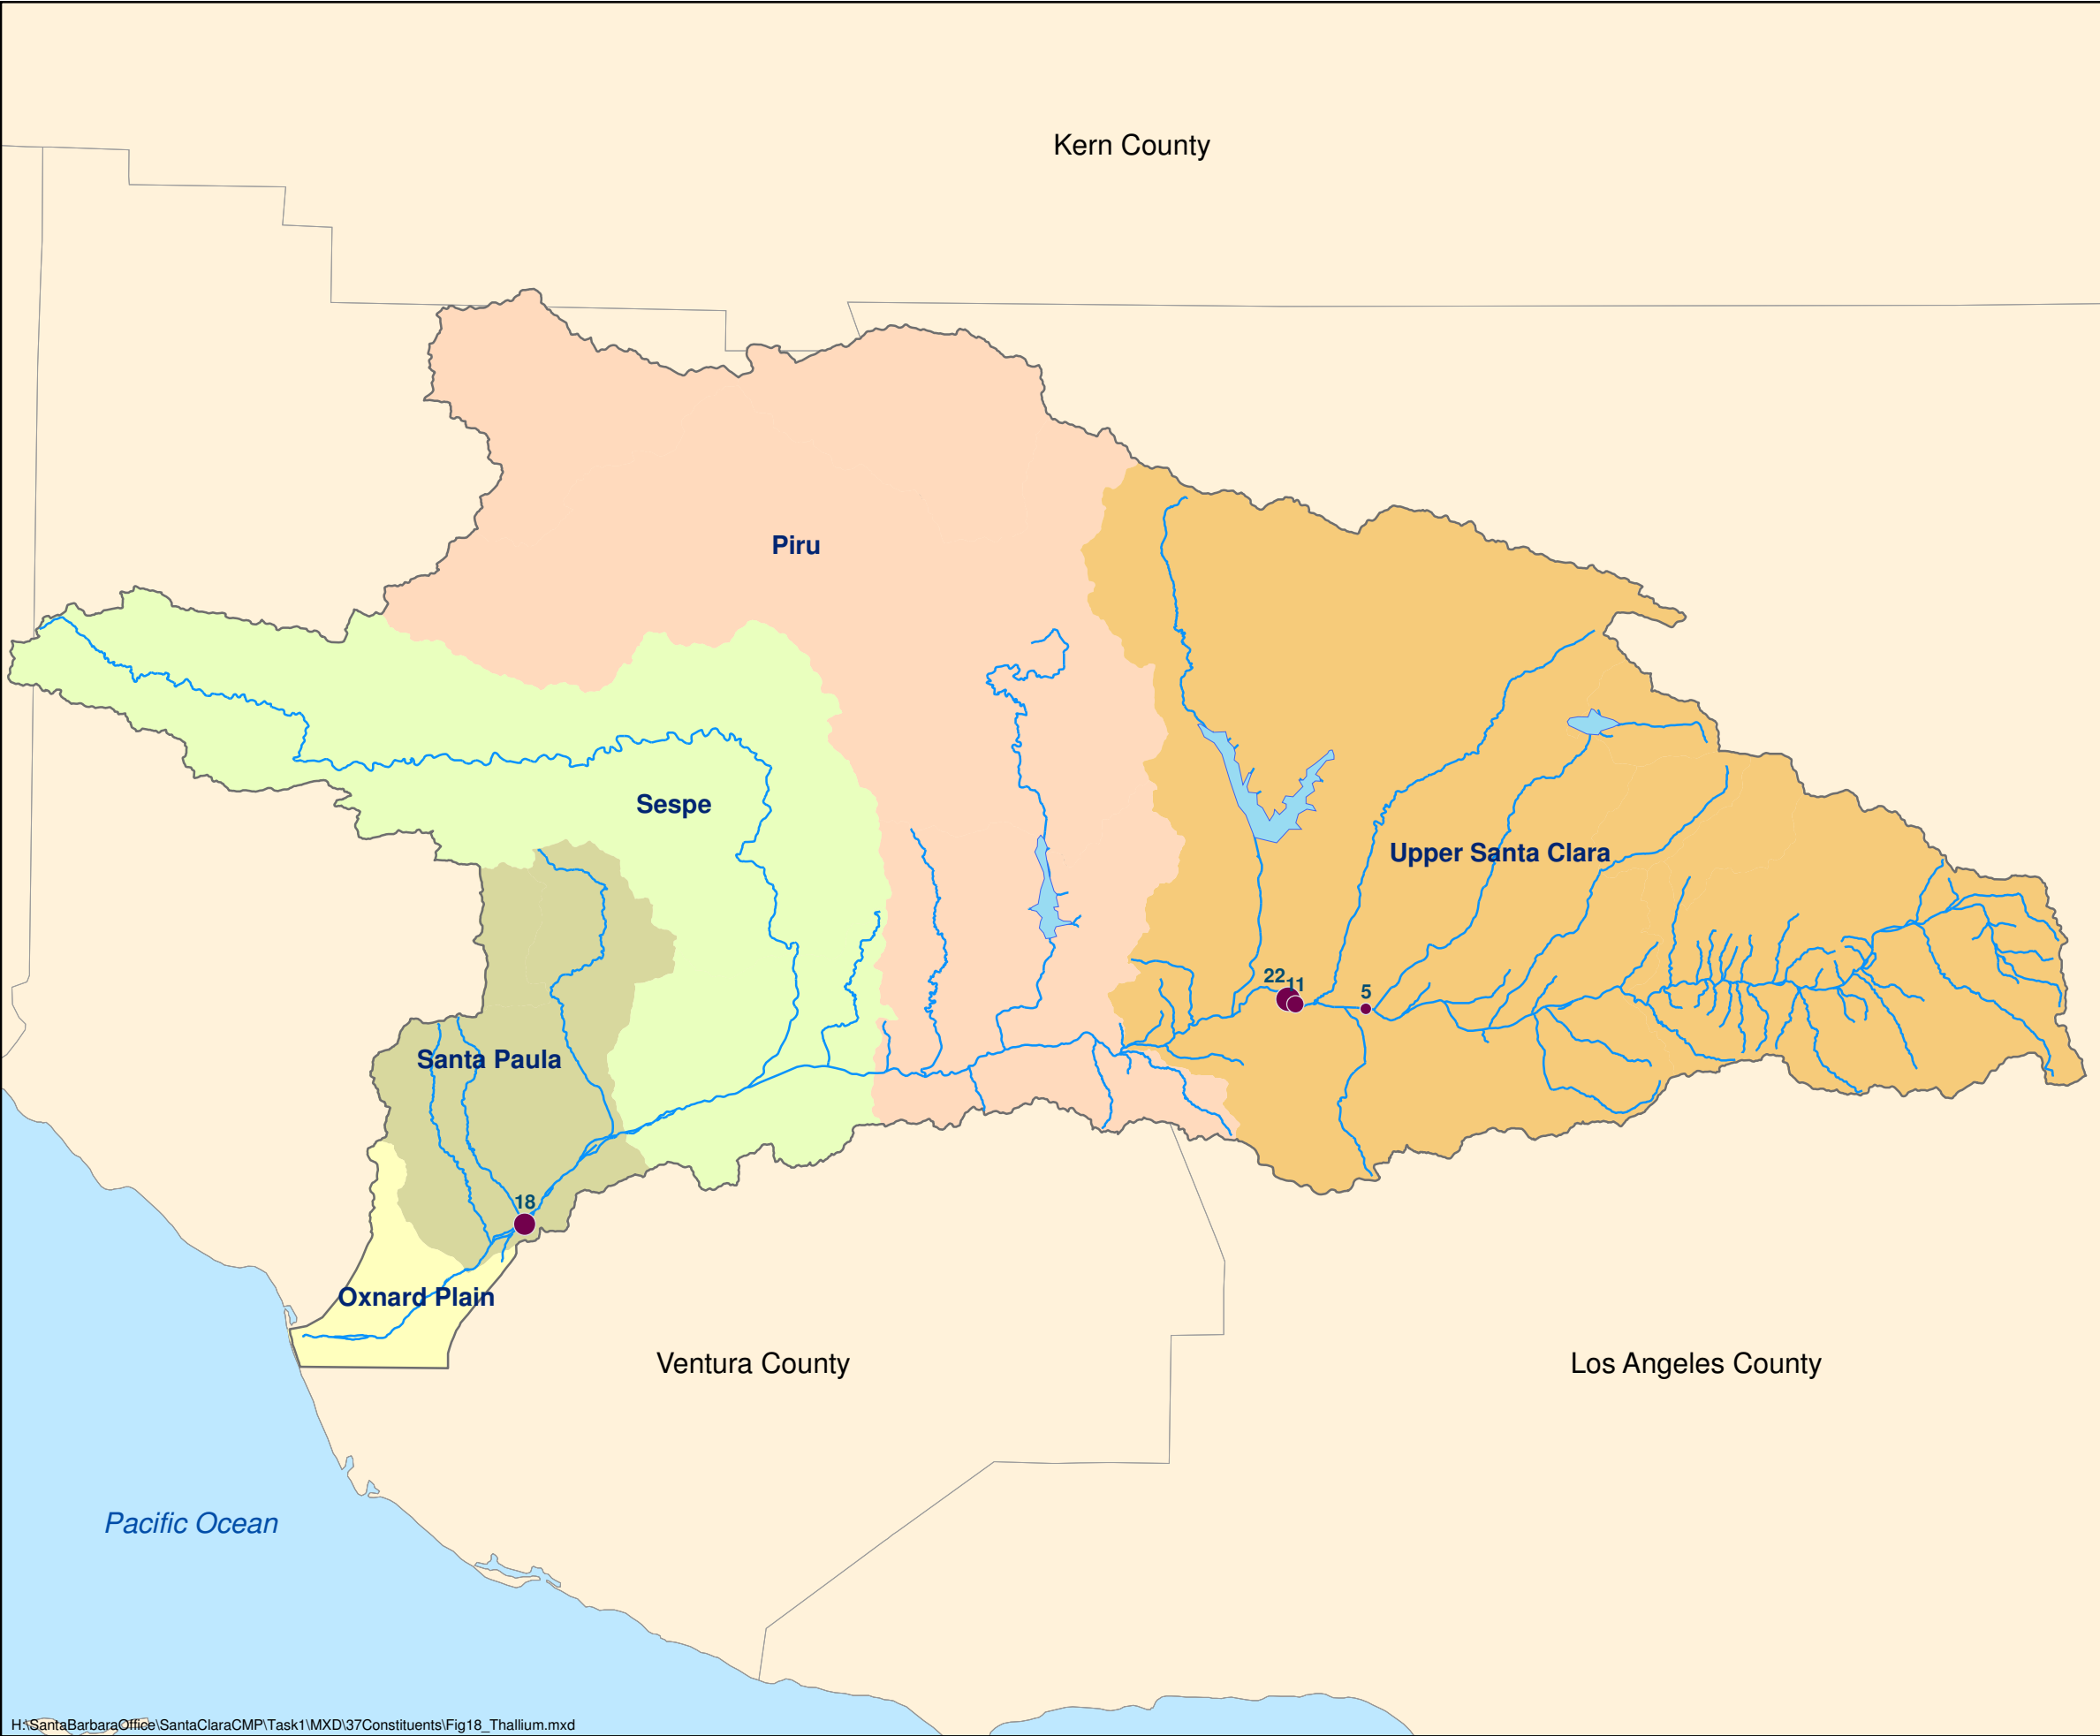 Kern County
Piru
Sespe
Upper Santa Clara
22
11
5
Santa Paula
18
Oxnard Plain
Ventura County
Los Angeles County
Pacific Ocean
H:\SantaBarbaraOffice\SantaClaraCMP\Task1\MXD\37Constituents\Fig18_Thallium.mxd